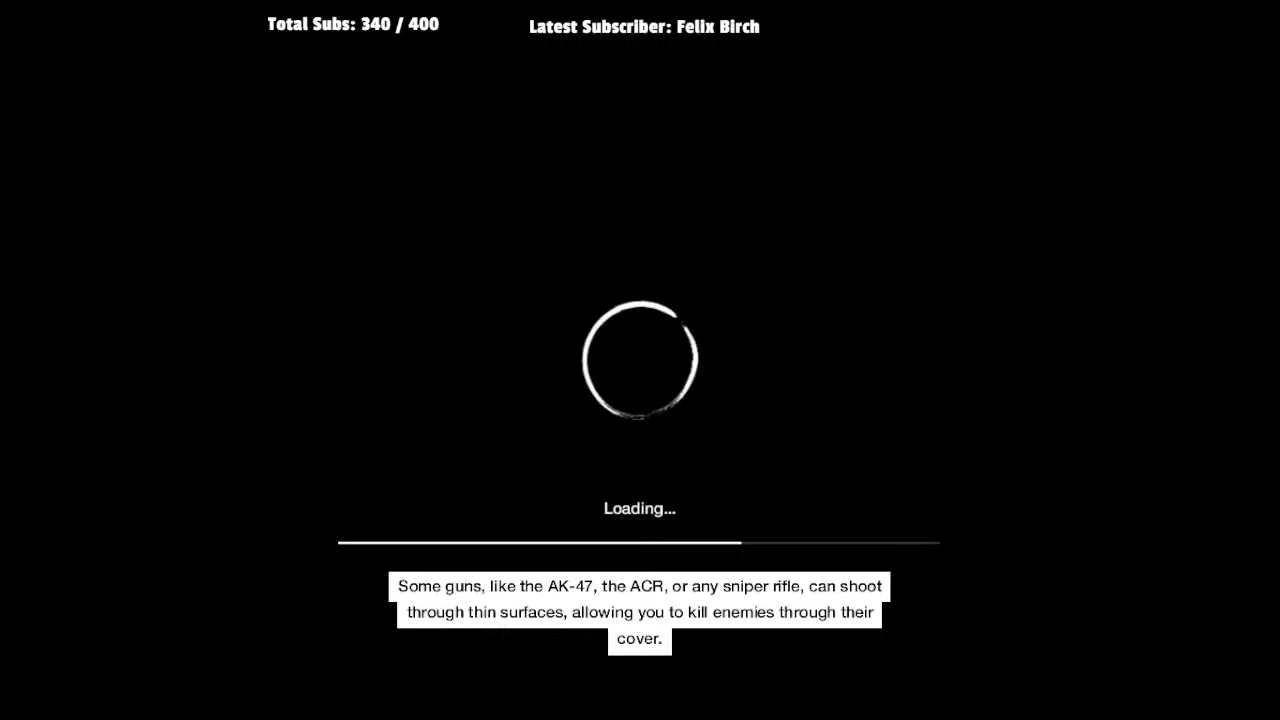 Total Subs: 340 / 400
Latest Subscriber: Felix Birch
Loading...
Some guns, like the AK-47, the ACR, or any sniper rifle, can shoot
through thin surfaces, allowing you to kill enemies through their
cover.